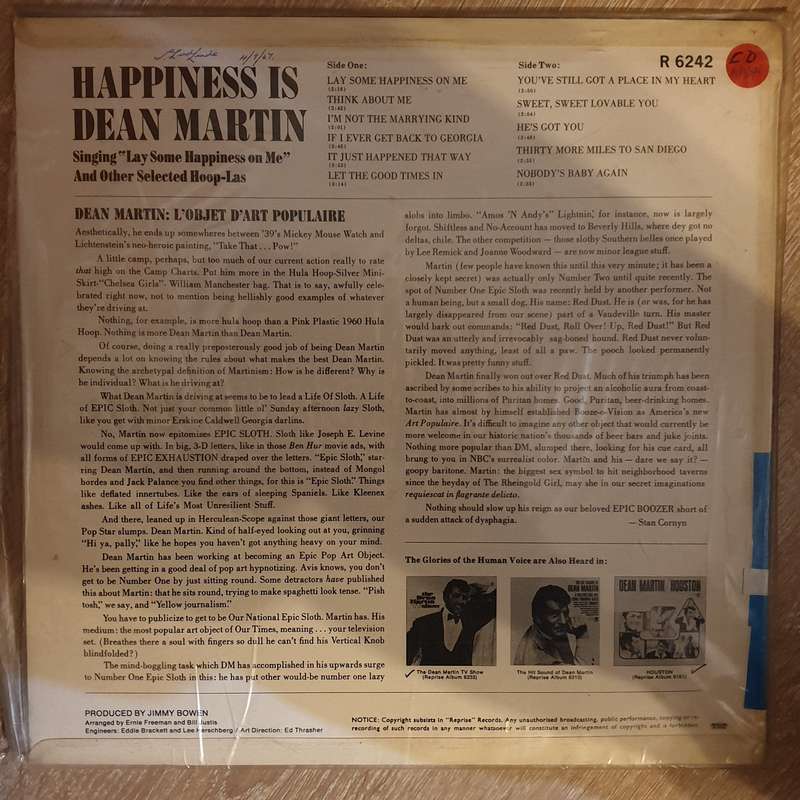 4/9/67.
R 6242
CD
HAPPINESS IS
DEAN MARTIN
Singing "Lay Some Happiness on Me"
And Other Selected Hoop-Las
Side One:
LAY SOME HAPPINESS ON ME
(2:18)
THINK ABOUT ME
(2:42)
I'M NOT THE MARRYING KIND
(2:01)
IF I EVER GET BACK TO GEORGIA
IT JUST HAPPENED THAT WAY
LET THE GOOD TIMES IN
(2:14)
Side Two:
YOU'VE STILL GOT A PLACE IN MY HEART
SWEET, SWEET LOVABLE YOU
HE'S GOT YOU
THIRTY MORE MILES TO SAN DIEGO
NOBODY'S BABY AGAIN
DEAN MARTIN: L'OBJET D'ART POPULAIRE
Aesthetically, he ends up somewheres between '39's Mickey Mouse Watch and
Lichtenstein's neo-heroic painting, "Take That . . . Pow!"
A little camp, perhaps, but too much of our current action really to rate
that high on the Camp Charts. Put him more in the Hula Hoop-Silver Mini-
Skirt-"Chelsea Girls"- William Manchester bag. That is to say, awfully cele-
brated right now, not to mention being hellishly good examples of whatever
they're driving at.
Nothing, for example, is more hula hoop than a Pink Plastic 1960 Hula
Hoop. Nothing is more Dean Martin than Dean Martin.
Of course, doing a really preposterously good job of being Dean Martin
depends a lot on knowing the rules about what makes the best Dean Martin.
Knowing the archetypal definition of Martinism: How is he different? Why is
he individual? What is he driving at?
What Dean Martin is driving at seems to be to lead a Life Of Sloth. A Life
of EPIC Sloth. Not just your common little ol' Sunday afternoon lazy Sloth,
like you get with minor Erskine Caldwell Georgia darlins.
No, Martin now epitomises EPIC SLOTH. Sloth like Joseph E. Levine
would come up with. In big, 3-D letters, like in those Ben Hur movie ads, with
all forms of EPIC EXHAUSTION draped over the letters. "Epic Sloth," star-
ring Dean Martin, and then running around the bottom, instead of Mongol
hordes and Jack Palance you find other things, for this is "Epic Sloth." Things
like deflated innertubes. Like the ears of sleeping Spaniels. Like Kleenex
ashes. Like all of Life's Most Unresilient Stuff.
And there, leaned up in Herculean-Scope against those giant letters, our
Pop Star slumps. Dean Martin. Kind of half-eyed looking out at you, grinning
"Hi ya, pally," like he hopes you haven't got anything heavy on your mind.
Dean Martin has been working at becoming an Epic Pop Art Object.
He's been getting in a good deal of pop art hypnotizing. Avis knows, you don't
get to be Number One by just sitting round. Some detractors have published
this about Martin: that he sits round, trying to make spaghetti look tense. "Pish
tosh," we say, and "Yellow journalism."
You have to publicize to get to be Our National Epic Sloth. Martin has. His
medium: the most popular art object of Our Times, meaning . . . your television
set. (Breathes there a soul with fingers so dull he can't find his Vertical Knob
blindfolded?)
The mind-boggling task which DM has accomplished in his upwards surge
to Number One Epic Sloth in this: he has put other would-be number one lazy
slobs into limbo. "Amos 'N Andy's" Lightnin', for instance, now is largely
forgot. Shiftless and No-Account has moved to Beverly Hills, where dey got no
deltas, chile. The other competition — those slothy Southern belles once played
by Lee Remick and Joanne Woodward — are now minor league stuff.
Martin (few people have known this until this very minute; it has been a
closely kept secret) was actually only Number Two until quite recently. The
spot of Number One Epic Sloth was recently held by another performer. Not
a human being, but a small dog. His name: Red Dust. He is (or was, for he has
largely disappeared from our scene) part of a Vaudeville turn. His master
would bark out commands: "Red Dust, Roll Over! Up, Red Dust!" But Red
Dust was an utterly and irrevocably sag-boned hound. Red Dust never volun-
tarily moved anything, least of all a paw. The pooch looked permanently
pickled. It was pretty funny stuff.
Dean Martin finally won out over Red Dust. Much of his triumph has been
ascribed by some scribes to his ability to project an alcoholic aura from coast-
to-coast, into millions of Puritan homes. Good, Puritan, beer-drinking homes.
Martin has almost by himself established Booze-e-Vision as America's new
Art Populaire. It's difficult to imagine any other object that would currently be
more welcome in our historic nation's thousands of beer bars and juke joints.
Nothing more popular than DM, slumped there, looking for his cue card, all
brung to you in NBC's surrealist color. Martin and his — dare we say it? —
goopy baritone. Martin: the biggest sex symbol to hit neighborhood taverns
since the heyday of The Rheingold Girl, may she in our secret imaginations
requiescat in flagrante delicto.
Nothing should slow up his reign as our beloved EPIC BOOZER short of
a sudden attack of dysphagia.
— Stan Cornyn
The Glories of the Human Voice are Also Heard in:
DEAN MARTIN
DEAN MARTIN HOUSTON
The Dean Martin TV Show
(Reprise Album 6233)
The Hit Sound of Dean Martin
(Reprise Album 6213)
HOUSTON
(Reprise Album 6181)
PRODUCED BY JIMMY BOWEN
Arranged by Ernie Freeman and Bill Justis
Engineers: Eddie Brackett and Lee Herschberg / Art Direction: Ed Thrasher
NOTICE: Copyright subsists in "Reprise" Records. Any unauthorised broadcasting, public performance, copying or re-
recording of such records in any manner whatsoever will constitute an infringement of copyright and is forbidden.